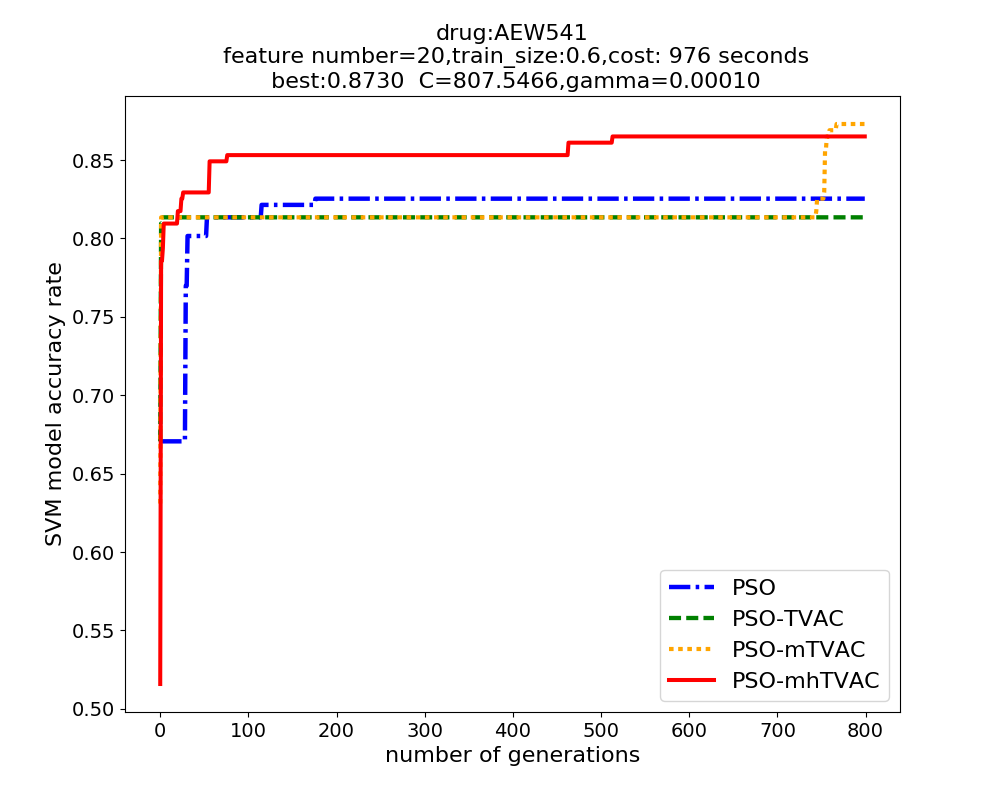 drug:AEW541
feature number=20,train_size:0.6,cost: 976 seconds
best:0.8730  C=807.5466,gamma=0.00010
SVM model accuracy rate
0.85
0.80
0.75
0.70
0.65
0.60
0.55
0.50
PSO
PSO-TVAC
PSO-mTVAC
PSO-mhTVAC
0 100 200 300 400 500 600 700 800
number of generations